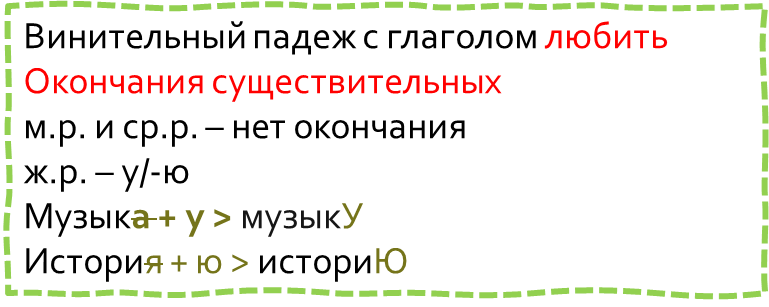 Винительный падеж с глаголом любить
Окончания существительных
м.р. и ср.р. – нет окончания
ж.р. – у/-ю
Музыка + у > музыкУ
История + ю > историЮ